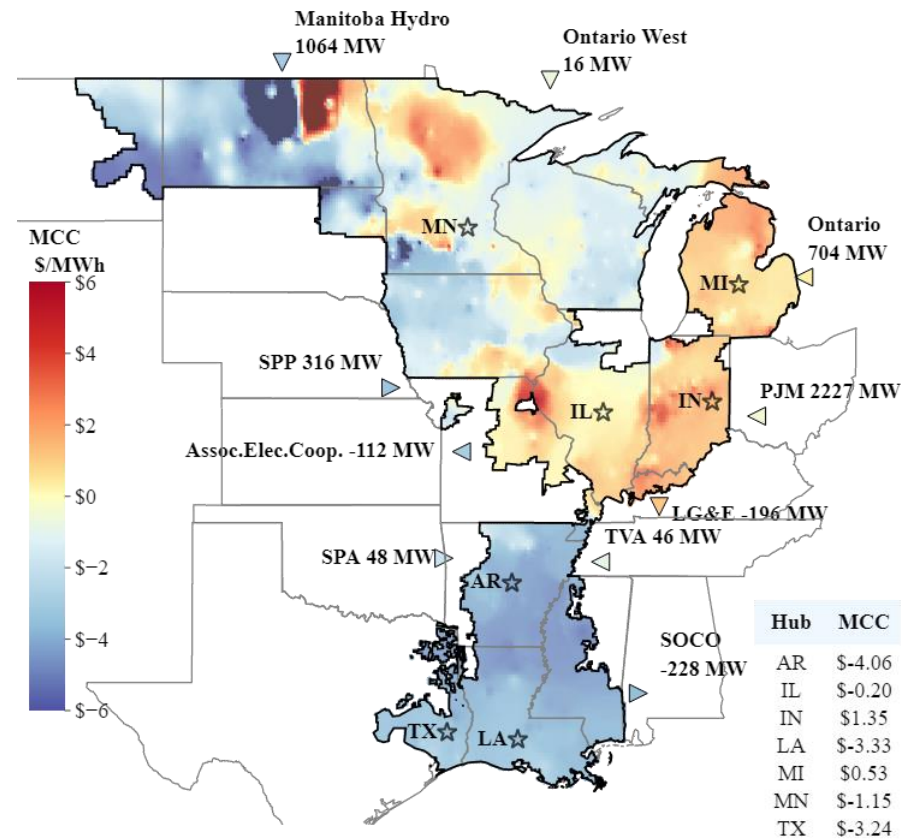 Manitoba Hydro
1064 MW
Ontario West
16 MW
Ontario
704 MW
MN
MI
MCC
$/MWh
$6
$4
$2
$0
$−2
$−4
$−6
SPP 316 MW
PJM 2227 MW
IL
IN
Assoc.Elec.Coop. -112 MW
LG&E -196 MW
TVA 46 MW
SPA 48 MW
AR
SOCO
-228 MW
TX
LA
Hub MCC
AR $-4.06
IL $-0.20
IN $1.35
LA $-3.33
MI $0.53
MN $-1.15
TX $-3.24